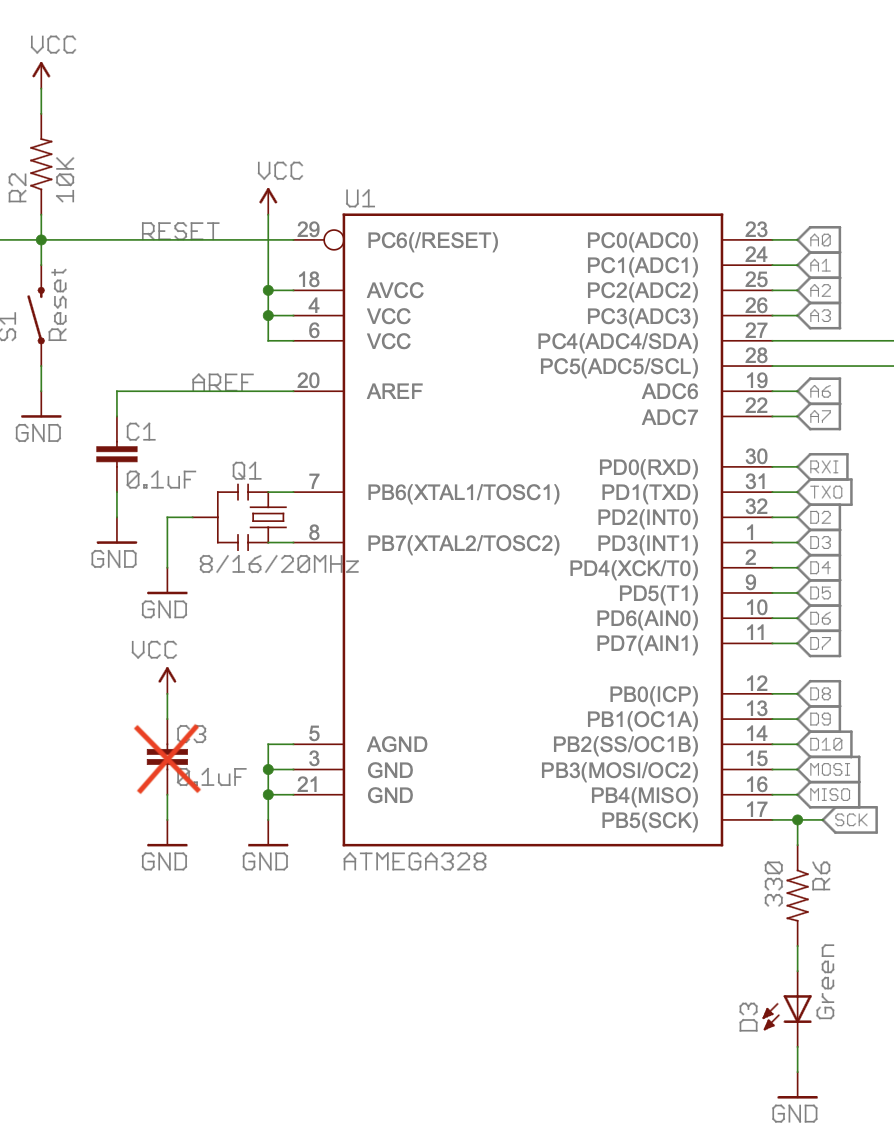 VCC
R2
10K
RESET
S1
Reset
GND
VCC
U1
29 PC6(/RESET)
18 AVCC
4 VCC
6 VCC
AREF 20 AREF
C1
0.1uF
GND
Q1
7 PB6(XTAL1/TOSC1)
8 PB7(XTAL2/TOSC2)
8/16/20MHz
GND
VCC
C3
0.1uF
GND
5 AGND
3 GND
21 GND
GND
ATMEGA328
PC0(ADC0) 23 A0
PC1(ADC1) 24 A1
PC2(ADC2) 25 A2
PC3(ADC3) 26 A3
PC4(ADC4/SDA) 27
PC5(ADC5/SCL) 28
ADC6 19 A6
ADC7 22 A7
PD0(RXD) 30 RXI
PD1(TXD) 31 TXO
PD2(INT0) 32 D2
PD3(INT1) 1 D3
PD4(XCK/T0) 2 D4
PD5(T1) 9 D5
PD6(AIN0) 10 D6
PD7(AIN1) 11 D7
PB0(ICP) 12 D8
PB1(OC1A) 13 D9
PB2(SS/OC1B) 14 D10
PB3(MOSI/OC2) 15 MOSI
PB4(MISO) 16 MISO
PB5(SCK) 17 SCK
330
R6
D3
Green
GND